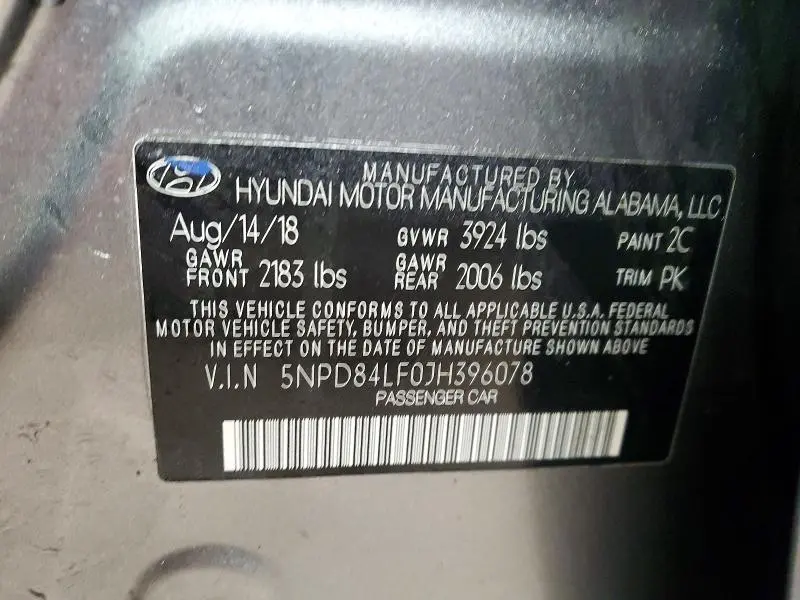 MANUFACTURED BY
HYUNDAI MOTOR MANUFACTURING ALABAMA, LLC
Aug/14/18 GVWR 3924 lbs PAINT 2C
GAWR FRONT 2183 lbs GAWR REAR 2006 lbs TRIM PK
THIS VEHICLE CONFORMS TO ALL APPLICABLE U.S.A. FEDERAL
MOTOR VEHICLE SAFETY, BUMPER, AND THEFT PREVENTION STANDARDS
IN EFFECT ON THE DATE OF MANUFACTURE SHOWN ABOVE
V.I.N 5NPD84LF0JH396078
PASSENGER CAR